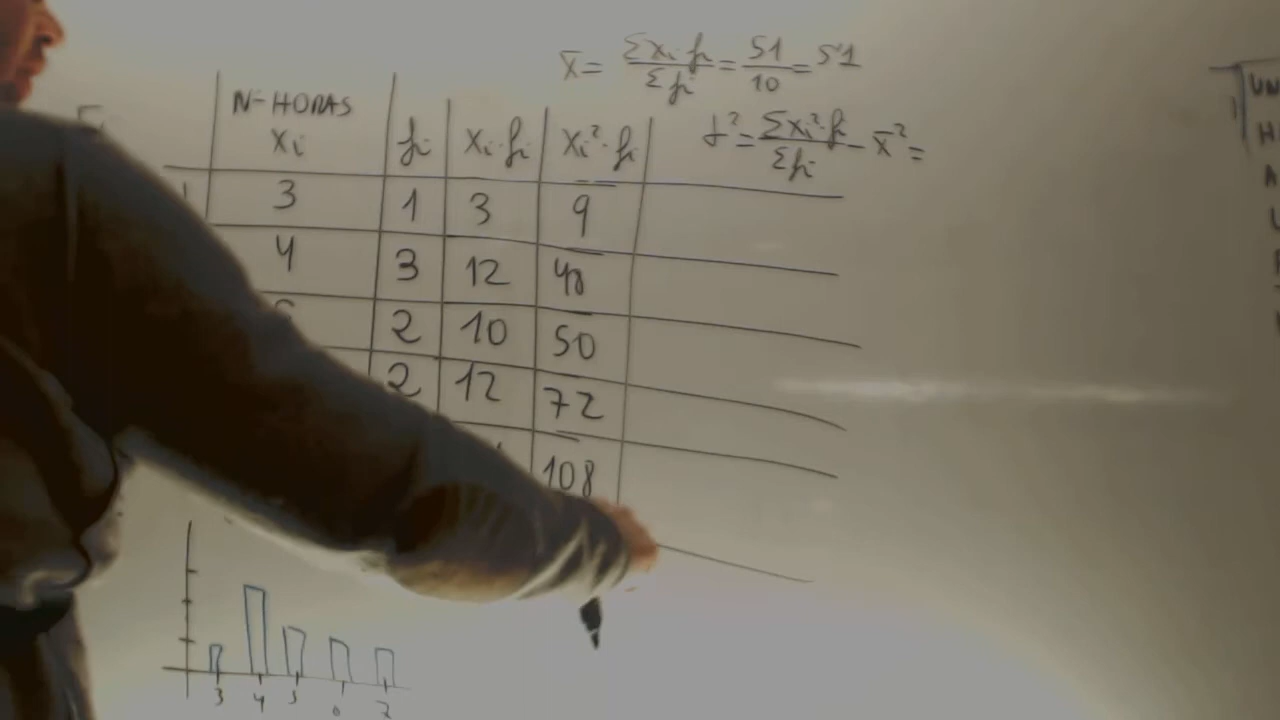 x̄ = Σxi·fi / Σfi = 51/10 = 5'1
N-HORAS
xi fi xi·fi xi²·fi
σ² = Σxi²·fi / Σfi - x̄² =
3 1 3 9
4 3 12 48
2 10 50
2 12 72
108
3 4 5 7
UN
H
A